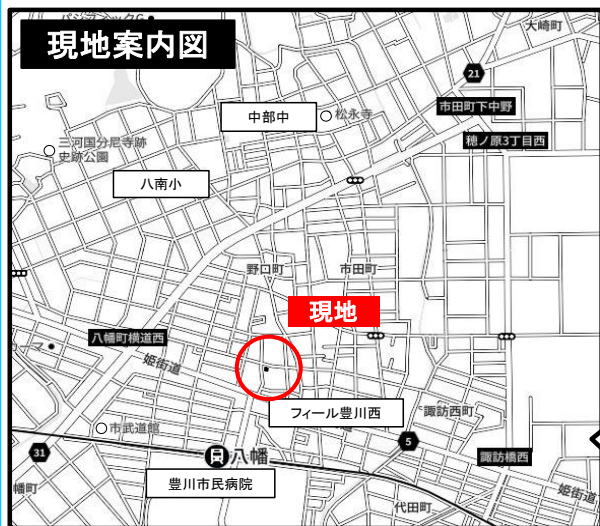 現地案内図
大崎町
21
市田町下中野
中部中
松永寺
穂ノ原3丁目西
三河国分尼寺跡
史跡公園
八南小
野口町
市田町
現地
八幡町横道西
姫街道
フィール豊川西
諏訪西町
市武道館
5
31
八幡
諏訪橋西
豊川市民病院
姫街道
幡町
代田町